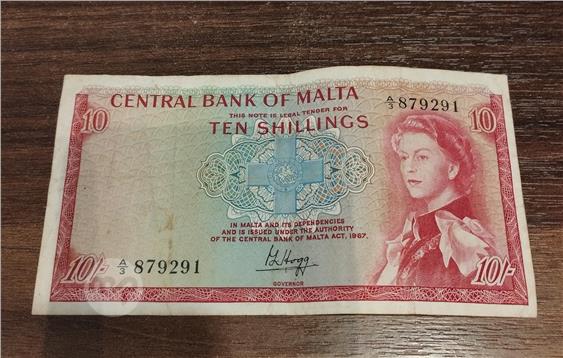 CENTRAL BANK OF MALTA
THIS NOTE IS LEGAL TENDER FOR
TEN SHILLINGS
10
A/3 879291
10
A
A
IN MALTA AND ITS DEPENDENCIES
AND IS ISSUED UNDER THE AUTHORITY
OF THE CENTRAL BANK OF MALTA ACT, 1967.
10/-
A/3 879291
P.L. Hogg
GOVERNOR
10/-